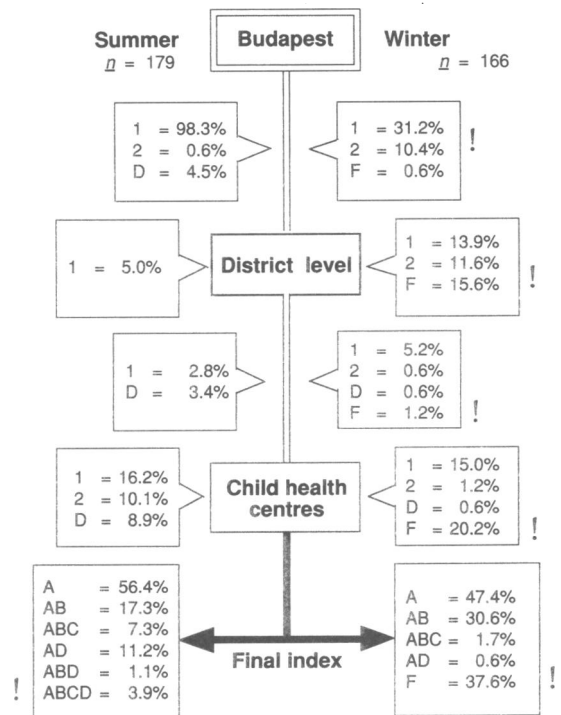 Summer Budapest Winter
n = 179 n = 166
1 = 98.3%
2 = 0.6%
D = 4.5%
1 = 31.2%
2 = 10.4%
F = 0.6%
!
1 = 5.0%
District level
1 = 13.9%
2 = 11.6%
F = 15.6%
!
1 = 2.8%
D = 3.4%
1 = 5.2%
2 = 0.6%
D = 0.6%
F = 1.2%
!
1 = 16.2%
2 = 10.1%
D = 8.9%
Child health
centres
1 = 15.0%
2 = 1.2%
D = 0.6%
F = 20.2%
!
A = 56.4%
AB = 17.3%
ABC = 7.3%
AD = 11.2%
ABD = 1.1%
ABCD = 3.9%
!
Final index
A = 47.4%
AB = 30.6%
ABC = 1.7%
AD = 0.6%
F = 37.6%
!